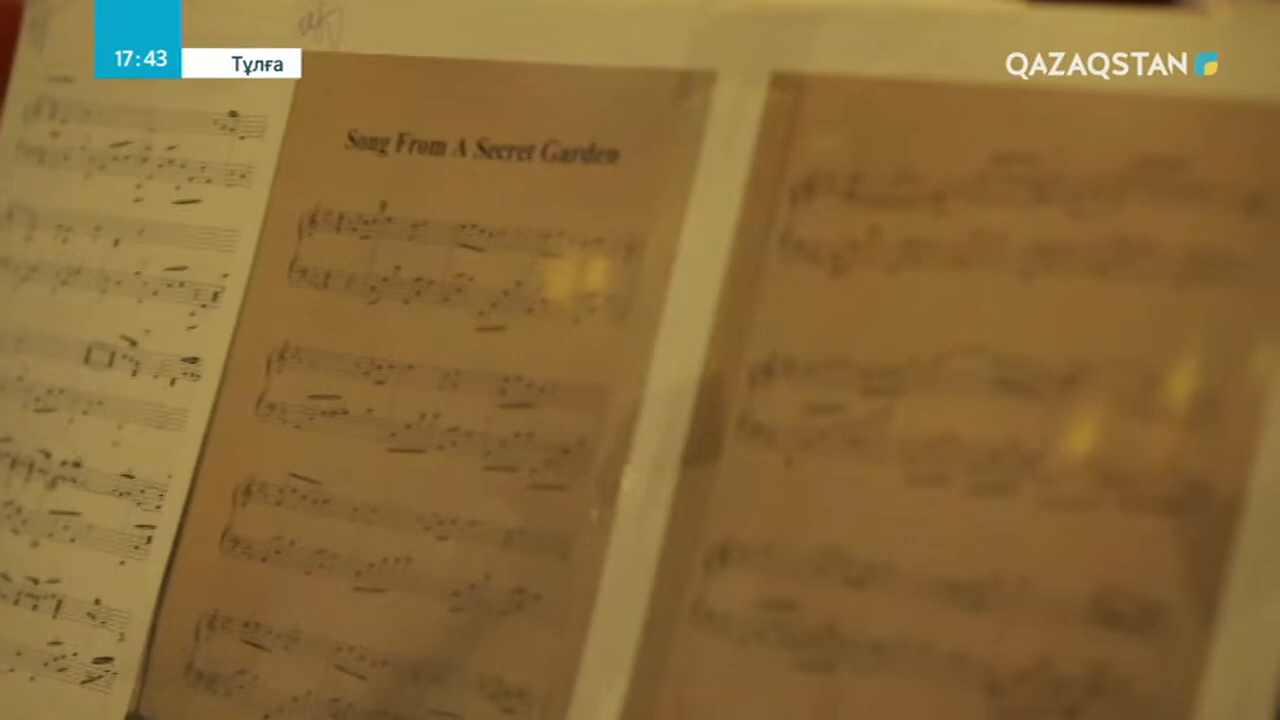 17:43
Тұлға
QAZAQSTAN
Song From A Secret Garden